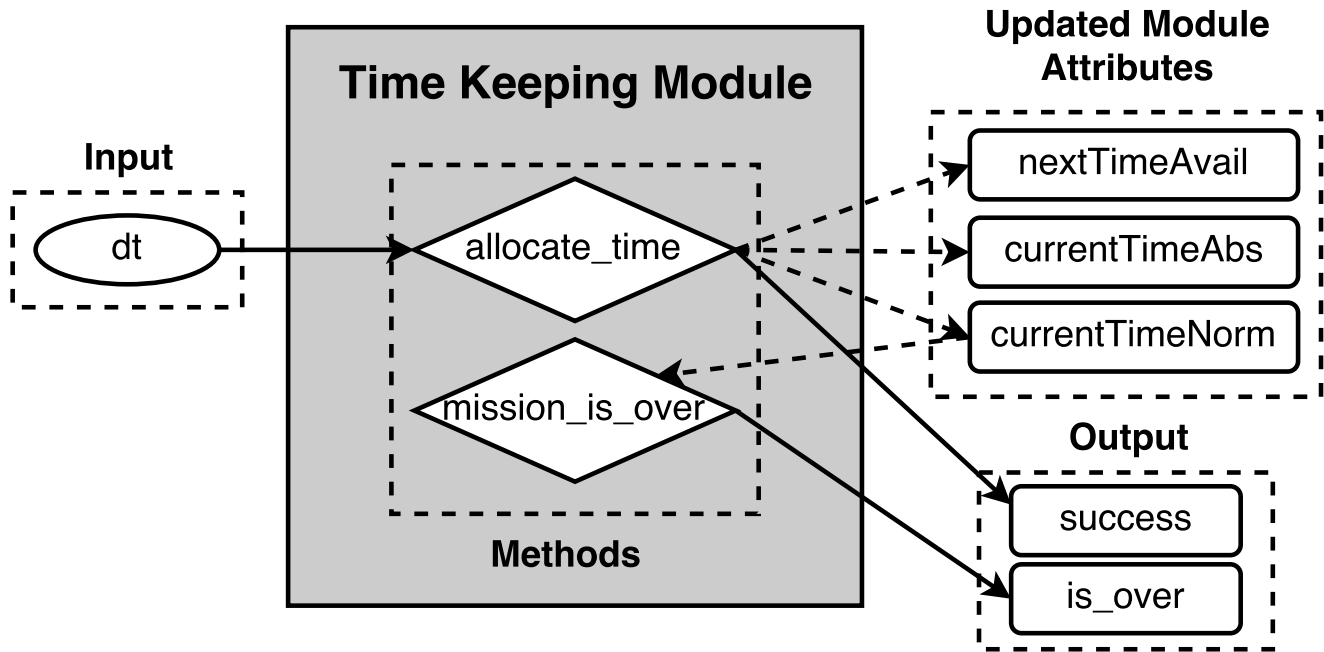 Updated Module
Attributes
Time Keeping Module
Input
dt
allocate_time
mission_is_over
Methods
nextTimeAvail
currentTimeAbs
currentTimeNorm
Output
success
is_over